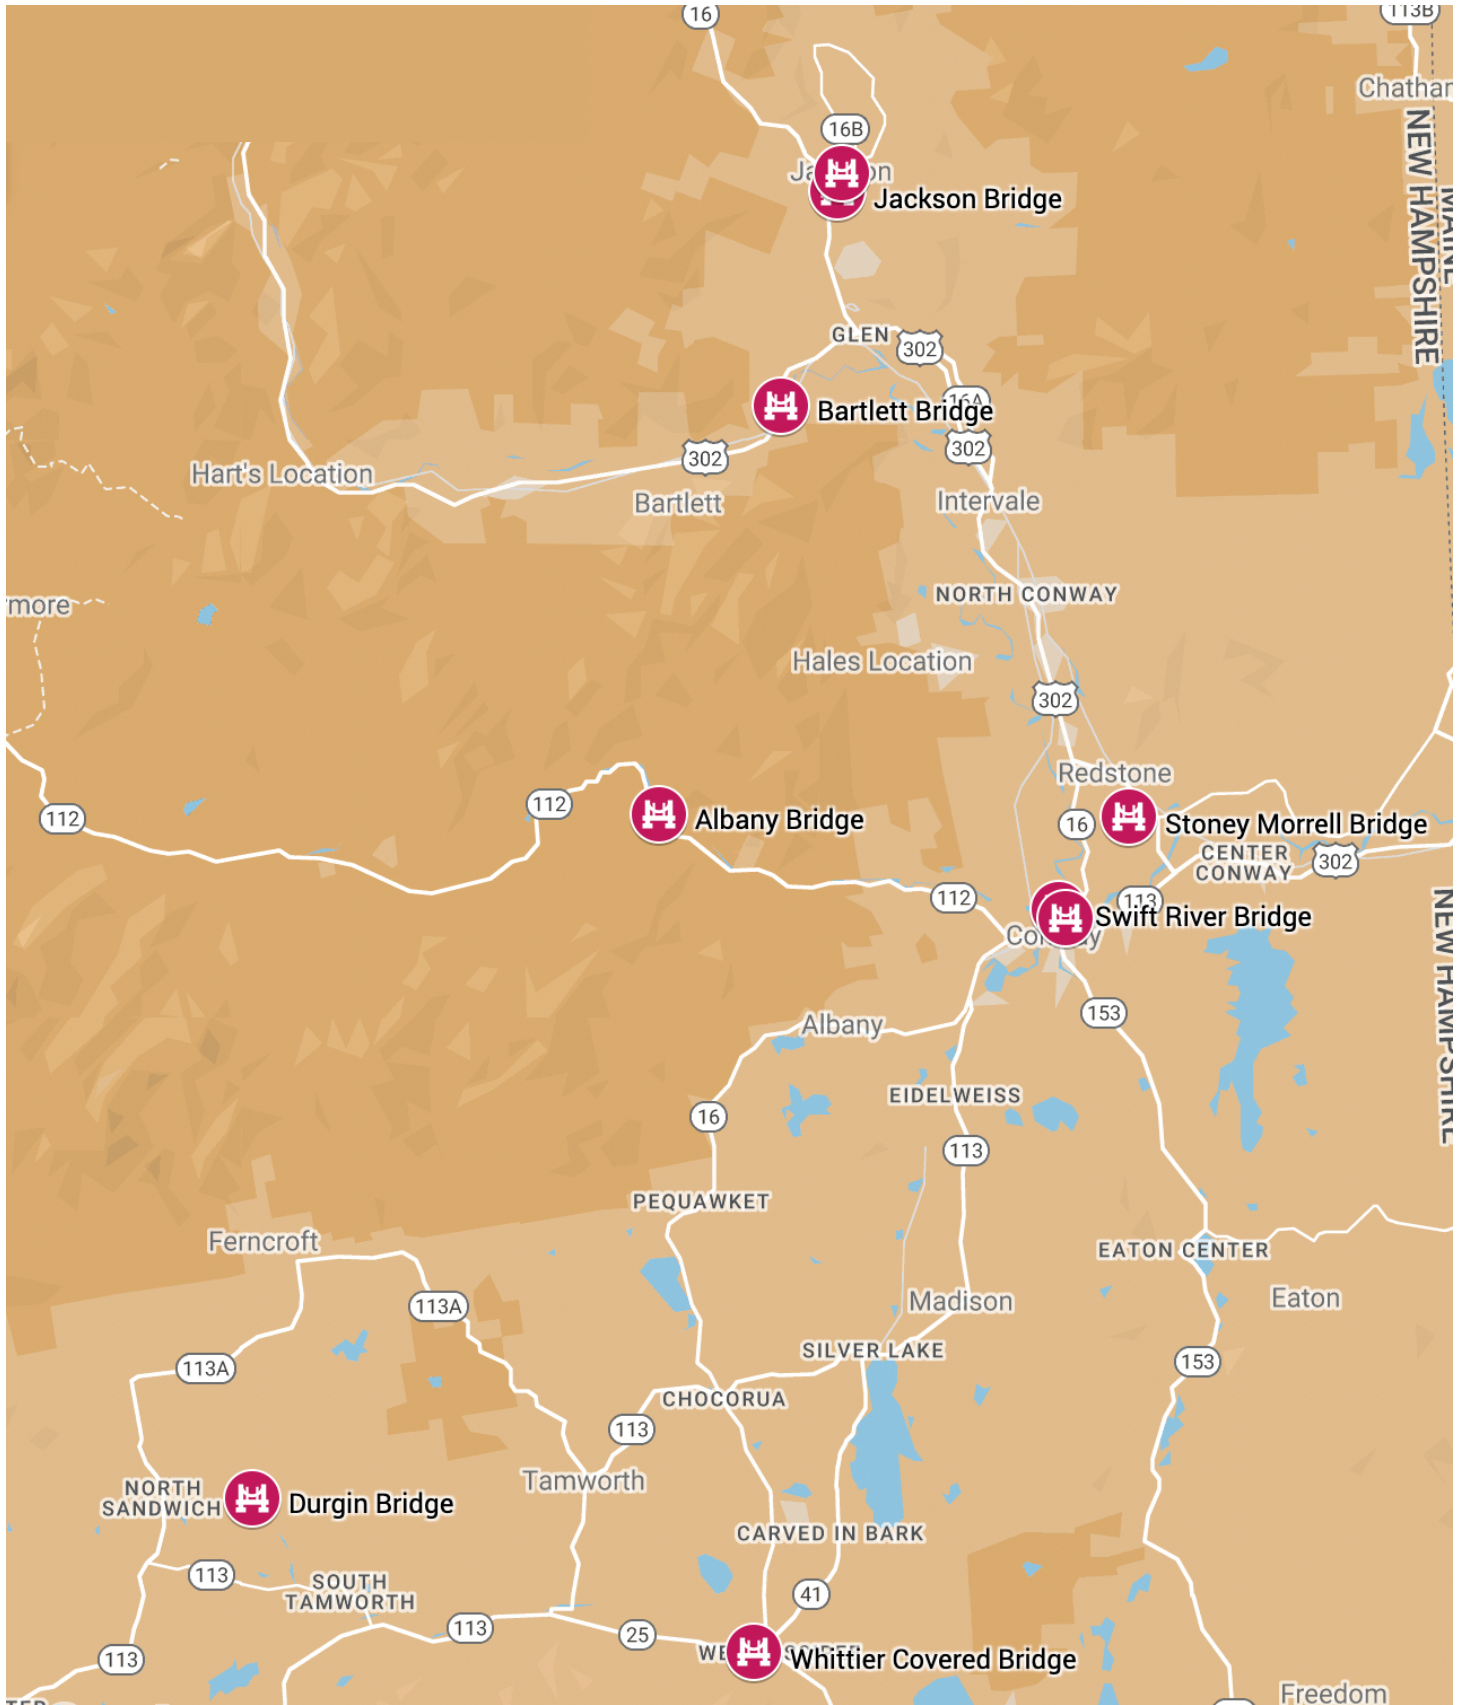 16
113B
Chathar
16B
Jackson Bridge
NEW HAMPSHIRE
MAINE
GLEN
302
16A
Bartlett Bridge
302
302
Hart's Location
Bartlett
Intervale
rmore
NORTH CONWAY
Hales Location
302
Redstone
112
112
Albany Bridge
16
Stoney Morrell Bridge
CENTER
CONWAY
302
112
113
Swift River Bridge
NEW HAMPSHIRE
Albany
153
EIDELWEISS
16
113
PEQUAWKET
Ferncroft
EATON CENTER
113A
Madison
Eaton
SILVER LAKE
113A
153
CHOCORUA
113
Tamworth
NORTH
SANDWICH
Durgin Bridge
CARVED IN BARK
113
SOUTH
TAMWORTH
41
113
25
113
Whittier Covered Bridge
Freedom